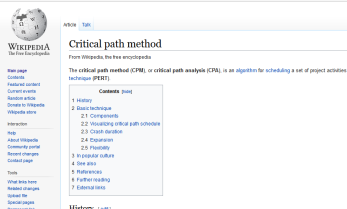 WIKIPEDIA
The Free Encyclopedia
Main page
Contents
Featured content
Current events
Random article
Donate to Wikipedia
Wikipedia store
Interaction
Help
About Wikipedia
Community portal
Recent changes
Contact page
Tools
What links here
Related changes
Upload file
Special pages
Article Talk
Critical path method
From Wikipedia, the free encyclopedia
The critical path method (CPM), or critical path analysis (CPA), is an algorithm for scheduling a set of project activities
technique (PERT).
Contents [hide]
1 History
2 Basic technique
2.1 Components
2.2 Visualizing critical path schedule
2.3 Crash duration
2.4 Expansion
2.5 Flexibility
3 In popular culture
4 See also
5 References
6 Further reading
7 External links
History [edit]